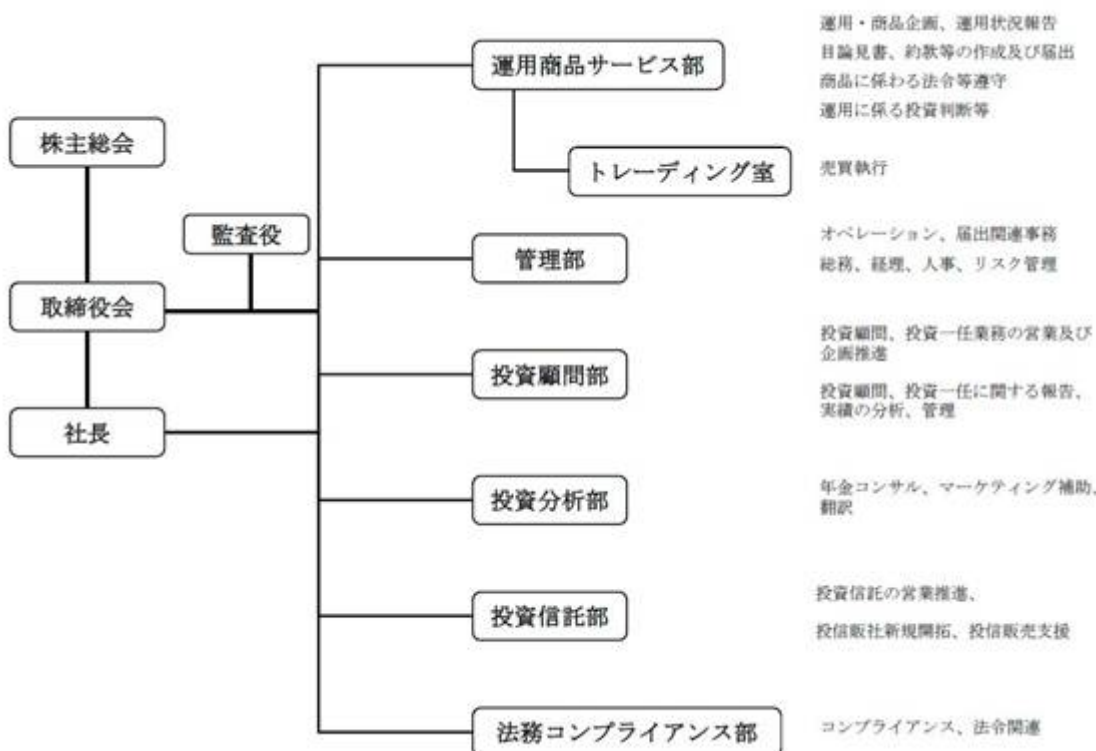 運用商品サービス部
運用・商品企画、運用状況報告
目論見書、約款等の作成及び届出
商品に係わる法令等遵守
運用に係る投資判断等
株主総会
トレーディング室
売買執行
監査役
管理部
オペレーション、届出関連事務
総務、経理、人事、リスク管理
取締役会
投資顧問部
投資顧問、投資一任業務の営業及び
企画推進
投資顧問、投資一任に関する報告、
実績の分析、管理
社長
投資分析部
年金コンサル、マーケティング補助、
翻訳
投資信託部
投資信託の営業推進、
投信販社新規開拓、投信販売支援
法務コンプライアンス部
コンプライアンス、法令関連